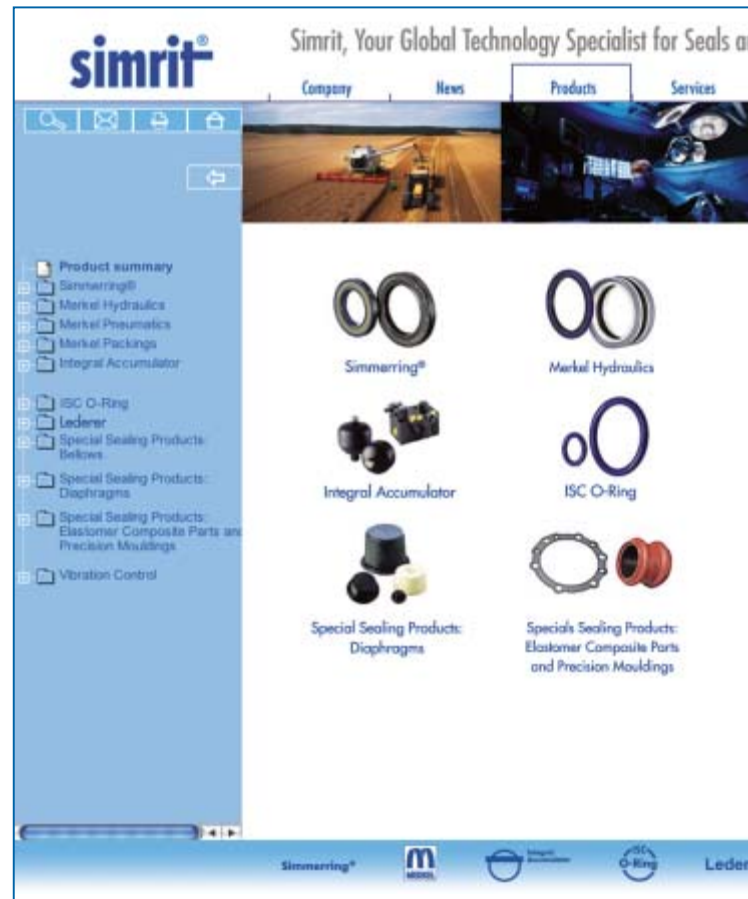 simrit®
Simrit, Your Global Technology Specialist for Seals a
Company News Products Services
Product summary
Simmerring®
Merkel Hydraulics
Merkel Pneumatics
Merkel Packings
Integral Accumulator
ISC O-Ring
Lederer
Special Sealing Products:
Bellows
Special Sealing Products:
Diaphragms
Special Sealing Products:
Elastomer Composite Parts and
Precision Mouldings
Vibration Control
Simmerring®
Merkel Hydraulics
Integral Accumulator
ISC O-Ring
Special Sealing Products:
Diaphragms
Specials Sealing Products:
Elastomer Composite Parts
and Precision Mouldings
Simmerring®
M
MERKEL
Integral
Accumulator
ISC
O-Ring
Leder